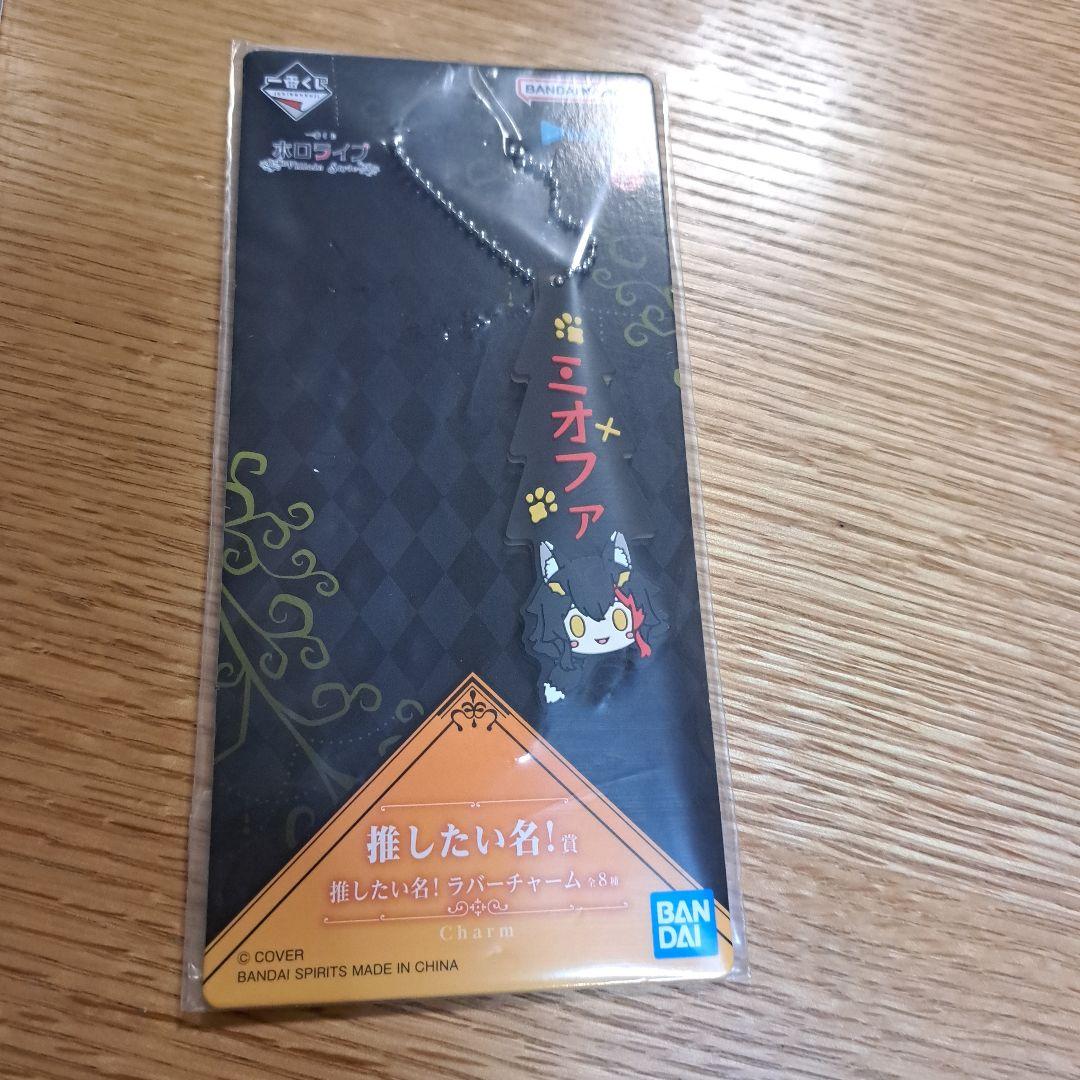 一番くじ
BANDAI
ホロライブ
ミオファ
推したい名!賞
推したい名! ラバーチャーム 全8種
Charm
© COVER
BANDAI SPIRITS MADE IN CHINA
BAN
DAI